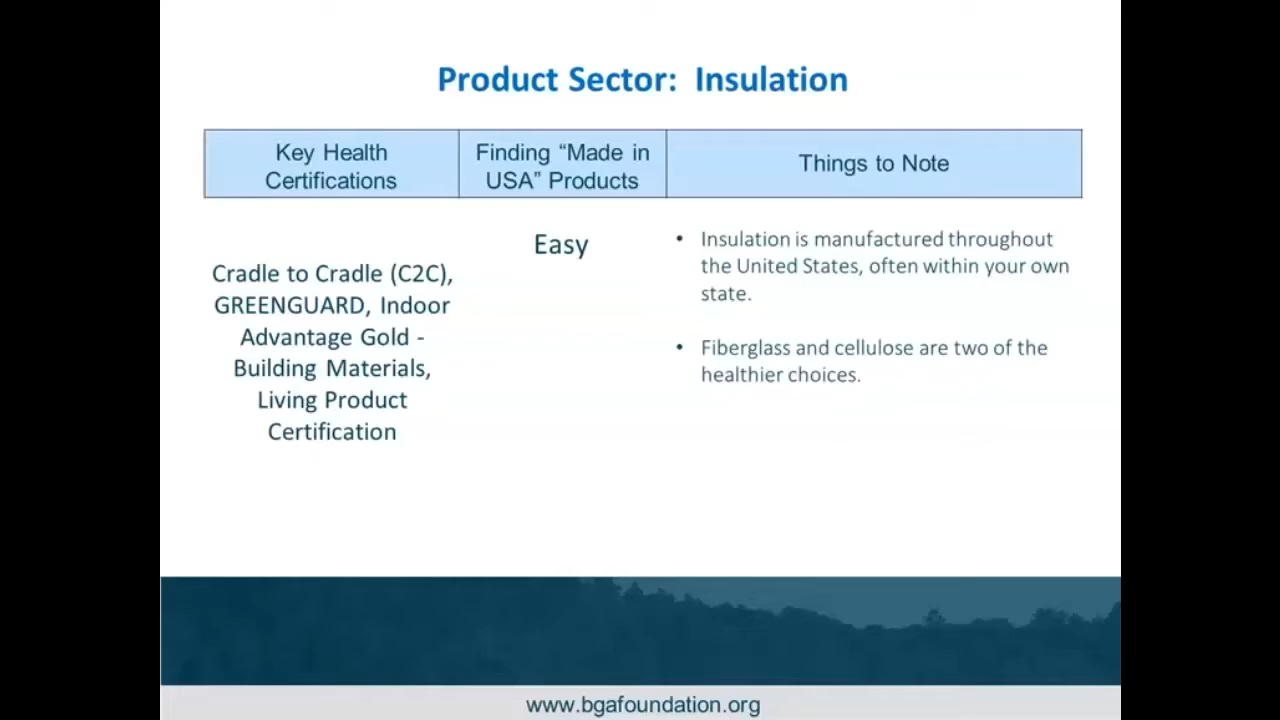 Product Sector: Insulation
Key Health
Certifications
Finding “Made in
USA” Products
Things to Note
Cradle to Cradle (C2C),
GREENGUARD, Indoor
Advantage Gold -
Building Materials,
Living Product
Certification
Easy
• Insulation is manufactured throughout
the United States, often within your own
state.
• Fiberglass and cellulose are two of the
healthier choices.
www.bgafoundation.org